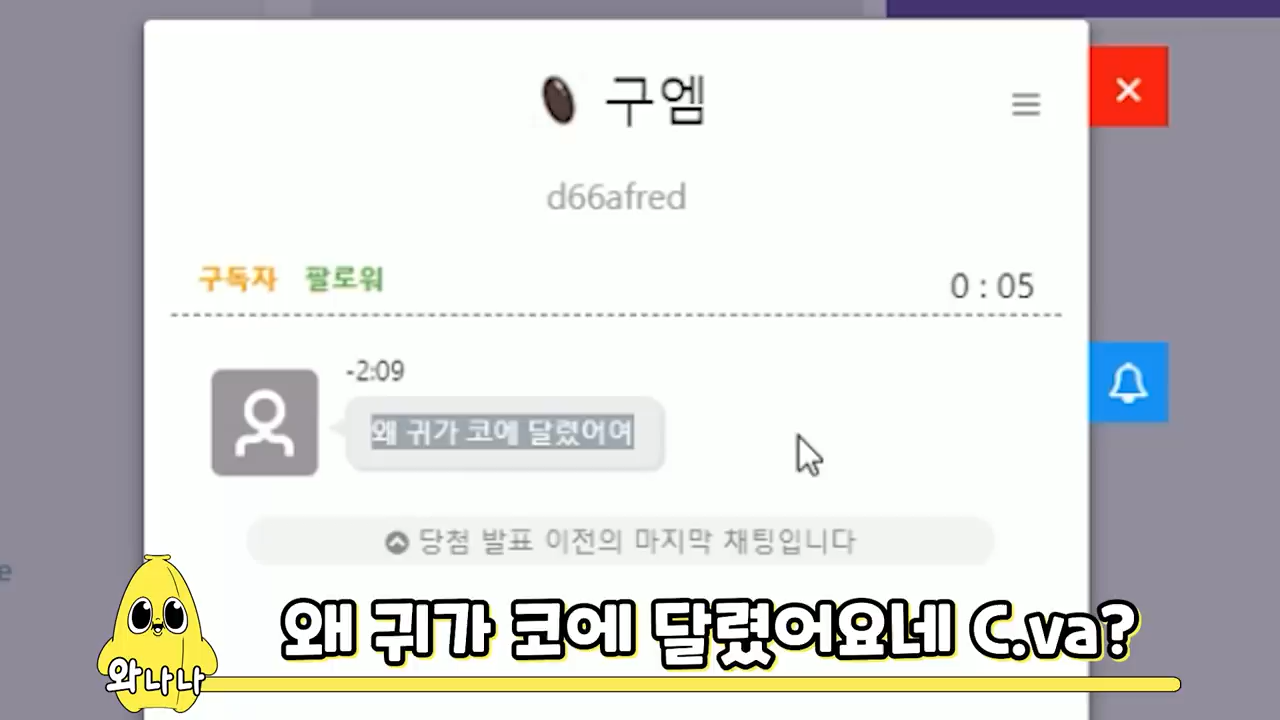 구엠
d66afred
구독자 팔로워
0 : 05
-2:09
왜 귀가 코에 달렸어여
당첨 발표 이전의 마지막 채팅입니다
e
왜 귀가 코에 달렸어요네 C.va?
와나나